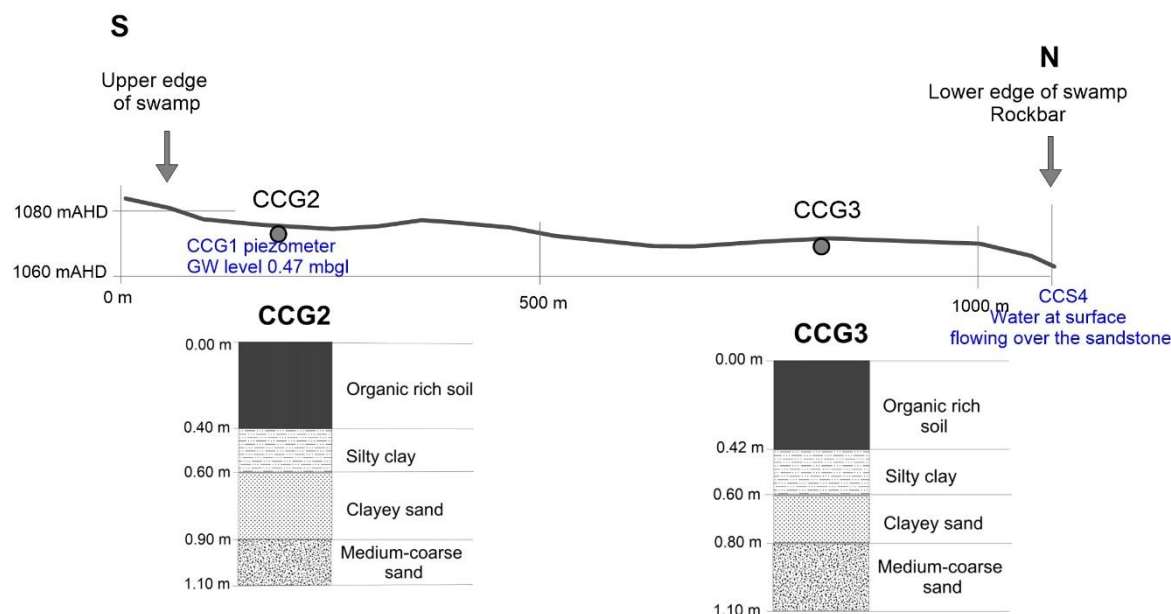 S
N
Upper edge
of swamp
Lower edge of swamp
Rockbar
CCG2
CCG3
1080 mAHD
CCG1 piezometer
GW level 0.47 mbgl
1060 mAHD
0 m
500 m
1000 m
CCS4
Water at surface
flowing over the sandstone
CCG2
0.00 m
Organic rich soil
0.40 m
Silty clay
0.60 m
Clayey sand
0.90 m
Medium-coarse
sand
1.10 m
CCG3
0.00 m
Organic rich
soil
0.42 m
Silty clay
0.60 m
Clayey sand
0.80 m
Medium-coarse
sand
1.10 m